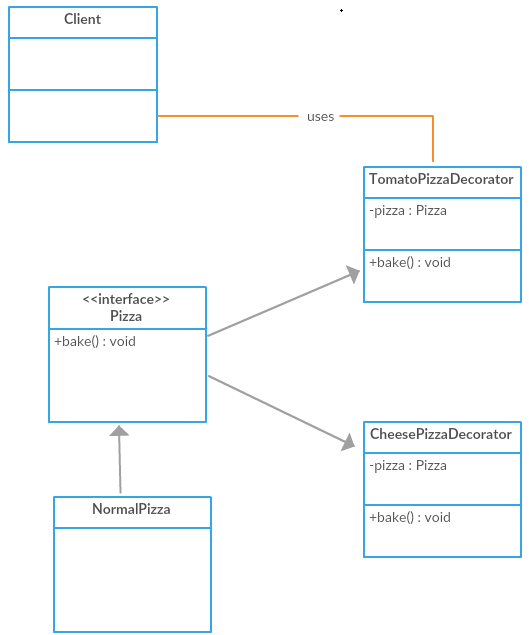 Client
uses
TomatoPizzaDecorator
-pizza : Pizza
+bake() : void
<<interface>>
Pizza
+bake() : void
CheesePizzaDecorator
-pizza : Pizza
+bake() : void
NormalPizza